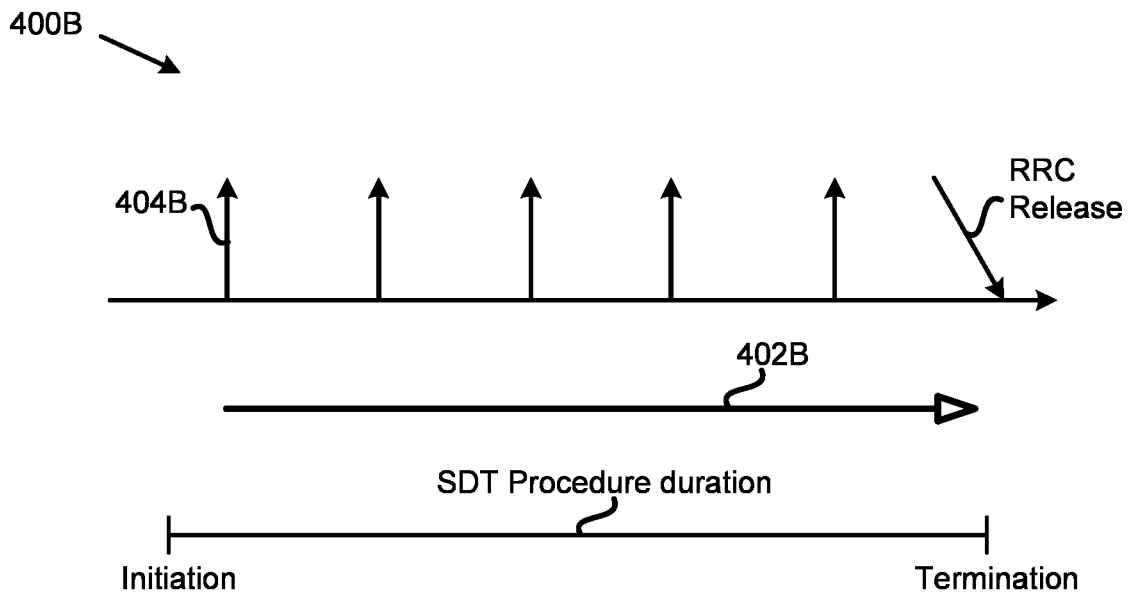 400B
404B
RRC
Release
402B
SDT Procedure duration
Initiation
Termination